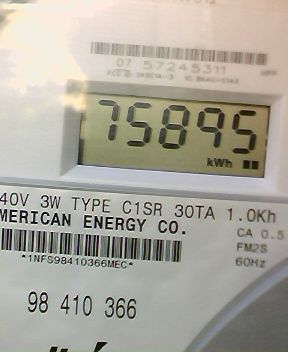 07 57245311
75895
kWh
40V 3W TYPE C1SR 30TA 1.0Kh
MERICAN ENERGY CO.
CA 0.5
FM2S
60Hz
*1NFS98410366MEC*
98 410 366